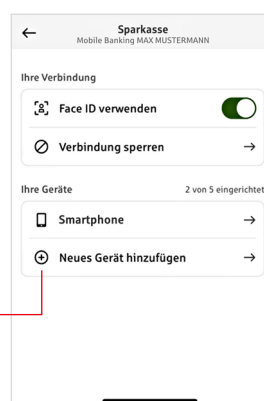 Sparkasse
Mobile Banking MAX MUSTERMANN
Ihre Verbindung
Face ID verwenden
Verbindung sperren
Ihre Geräte 2 von 5 eingerichtet
Smartphone
Neues Gerät hinzufügen